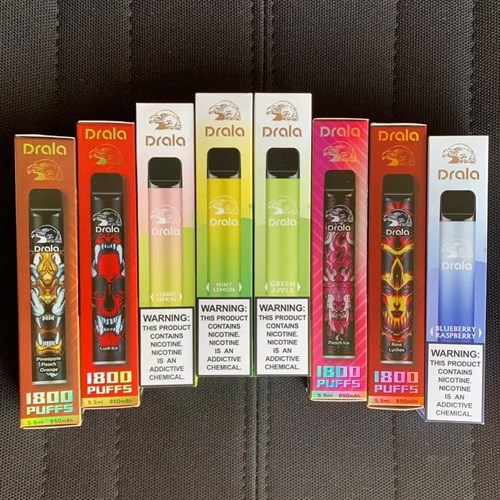 Drala
Drala
Pineapple
Peach
Orange
1800
PUFFS
5.5ml 850mAh
Drala
Drala
Lush Ice
1800
PUFFS
5.5ml 850mAh
Drala
Drala
LEMON
WARNING:
THIS PRODUCT
CONTAINS
NICOTINE.
NICOTINE
IS AN
ADDICTIVE
CHEMICAL.
Drala
Drala
MINT
LEMON
WARNING:
THIS PRODUCT
CONTAINS
NICOTINE.
NICOTINE
IS AN
ADDICTIVE
CHEMICAL.
Drala
Drala
GREEN
APPLE
WARNING:
THIS PRODUCT
CONTAINS
NICOTINE.
NICOTINE
IS AN
ADDICTIVE
CHEMICAL.
Drala
Drala
Peach Ice
1800
PUFFS
5.5ml 850mAh
Drala
Drala
Rose
Lychee
1800
PUFFS
5.5ml 850mAh
Drala
Drala
BLUEBERRY
RASPBERRY
WARNING:
THIS PRODUCT
CONTAINS
NICOTINE.
NICOTINE
IS AN
ADDICTIVE
CHEMICAL.